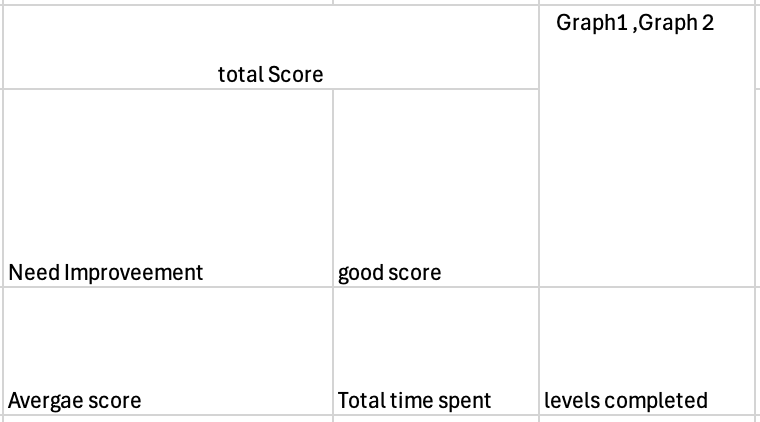 Graph1 ,Graph 2
total Score
Need Improveement
good score
Avergae score
Total time spent
levels completed